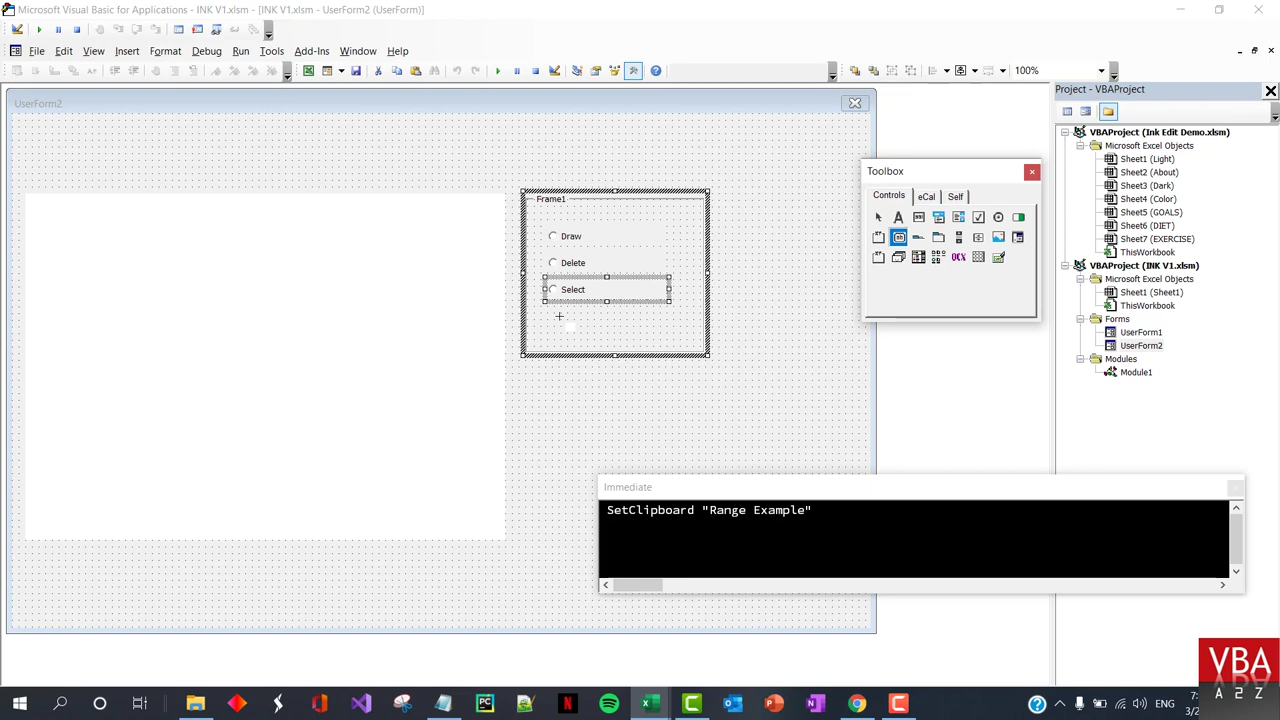 Microsoft Visual Basic for Applications - INK V1.xlsm - [INK V1.xlsm - UserForm2 (UserForm)]
File Edit View Insert Format Debug Run Tools Add-Ins Window Help
100%
UserForm2
Frame1
Draw
Delete
Select
Toolbox
Controls eCal Self
Project - VBAProject
VBAProject (Ink Edit Demo.xlsm)
Microsoft Excel Objects
Sheet1 (Light)
Sheet2 (About)
Sheet3 (Dark)
Sheet4 (Color)
Sheet5 (GOALS)
Sheet6 (DIET)
Sheet7 (EXERCISE)
ThisWorkbook
VBAProject (INK V1.xlsm)
Microsoft Excel Objects
Sheet1 (Sheet1)
ThisWorkbook
Forms
UserForm1
UserForm2
Modules
Module1
Immediate
SetClipboard "Range Example"
VBA
A 2 Z
ENG